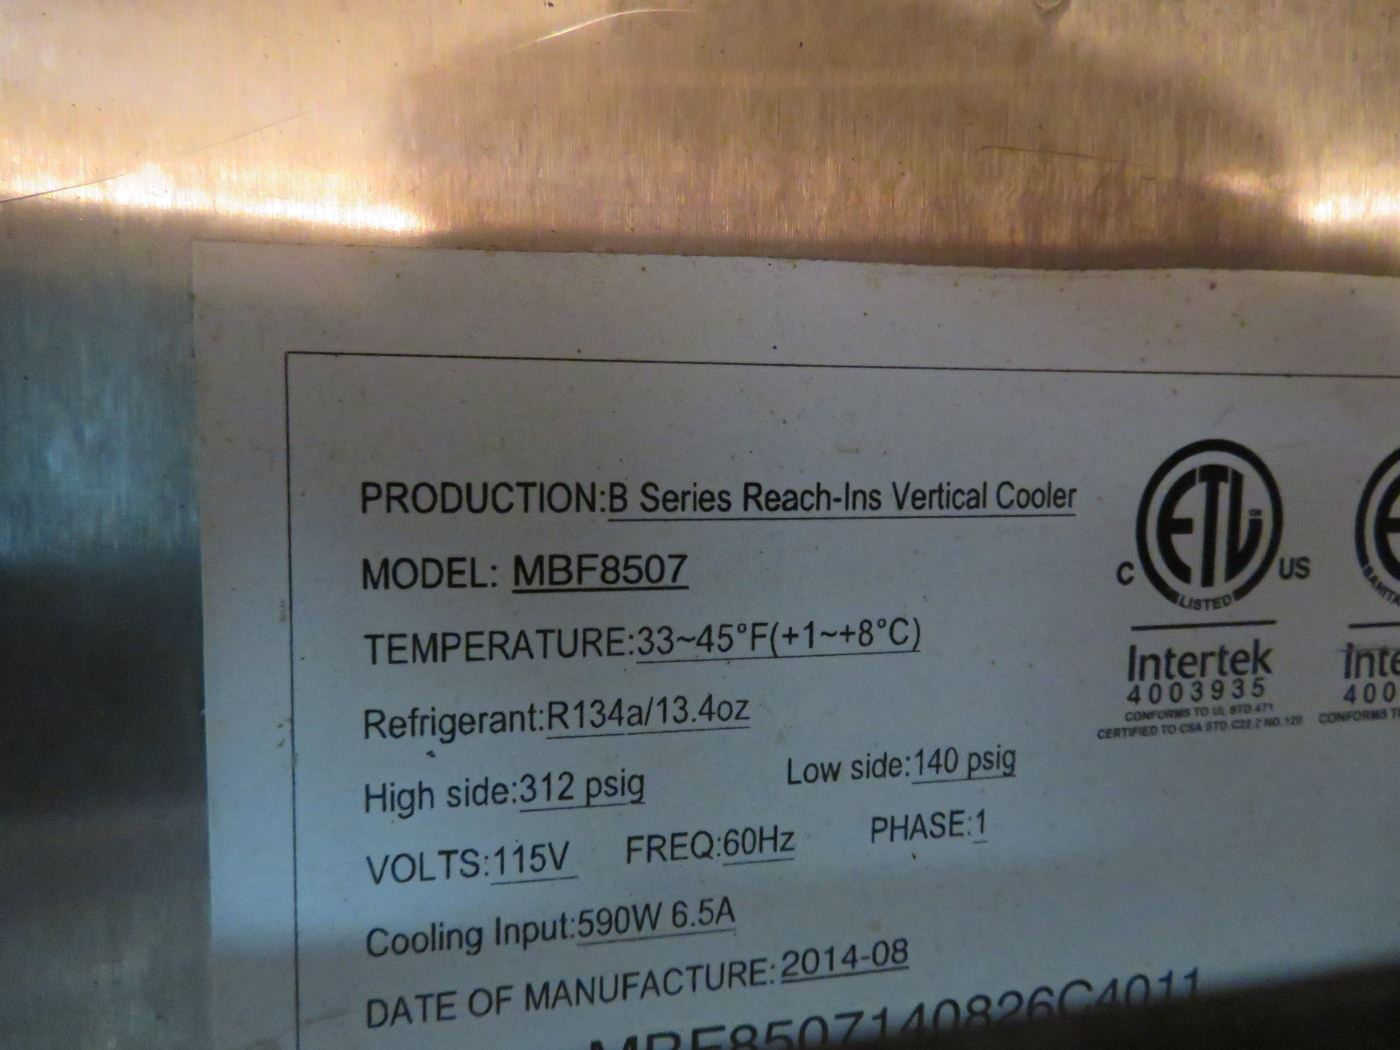 PRODUCTION:B Series Reach-Ins Vertical Cooler
MODEL: MBF8507
TEMPERATURE:33~45°F(+1~+8°C)
Refrigerant:R134a/13.4oz
High side:312 psig Low side:140 psig
VOLTS:115V FREQ:60Hz PHASE:1
Cooling Input:590W 6.5A
DATE OF MANUFACTURE:2014-08
MBF8507140826C4011
C ETL US
LISTED
Intertek
4003935
CONFORMS TO UL STD.471
CERTIFIED TO CSA STD.C22.2 NO.120